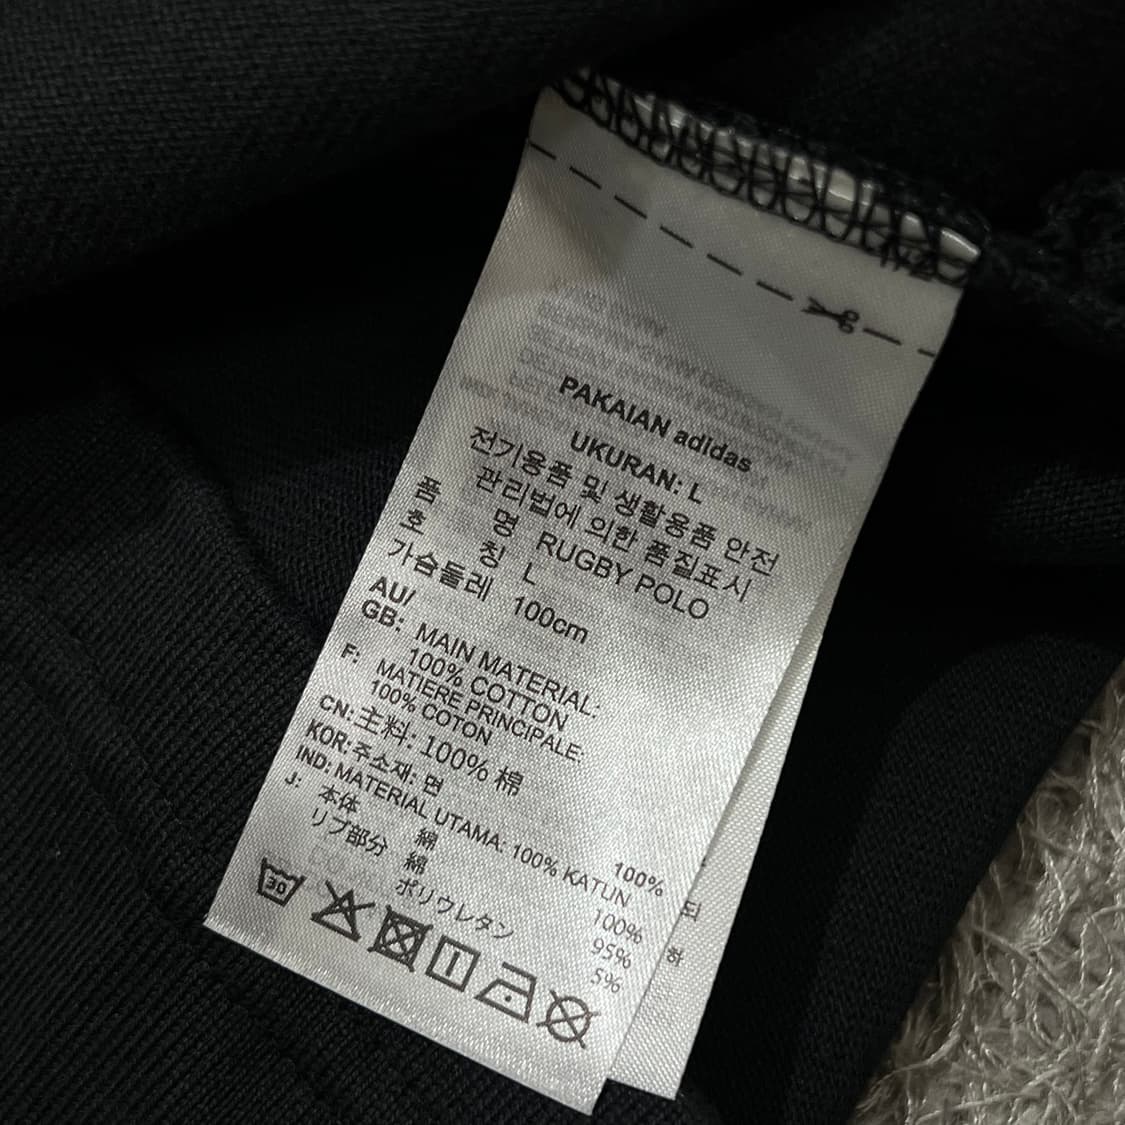 PAKAIAN adidas
UKURAN: L
전기용품 및 생활용품 안전
관리법에 의한 품질표시
품 명 RUGBY POLO
호 칭 L
가슴둘레 100cm
AU/
GB: MAIN MATERIAL:
100% COTTON
F: MATIERE PRINCIPALE:
100% COTON
CN: 主料: 100% 棉
KOR: 주소재: 면 100%
IND: MATERIAL UTAMA: 100% KATUN
J: 本体 綿 100%
リブ部分 綿 95%
ポリウレタン 5%
30
되
하